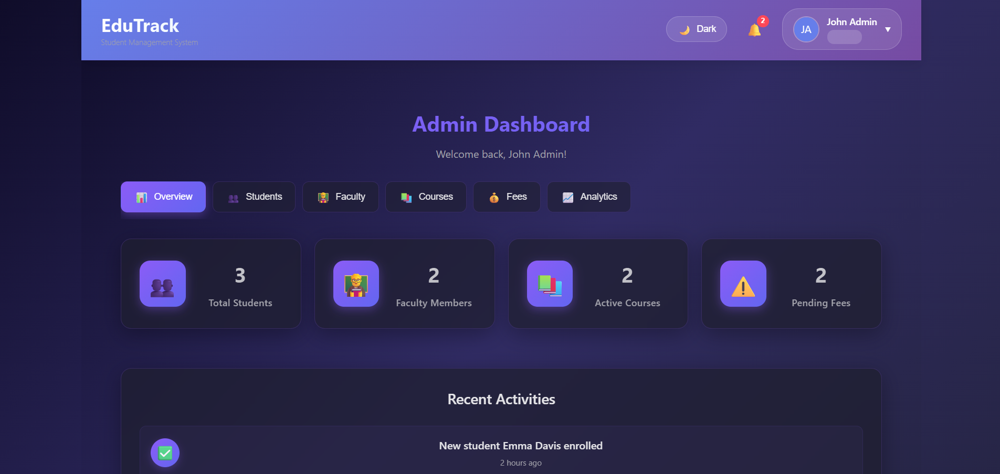 EduTrack
Student Management System
Dark
2
JA
John Admin
Admin Dashboard
Welcome back, John Admin!
Overview
Students
Faculty
Courses
Fees
Analytics
3
Total Students
2
Faculty Members
2
Active Courses
2
Pending Fees
Recent Activities
New student Emma Davis enrolled
2 hours ago